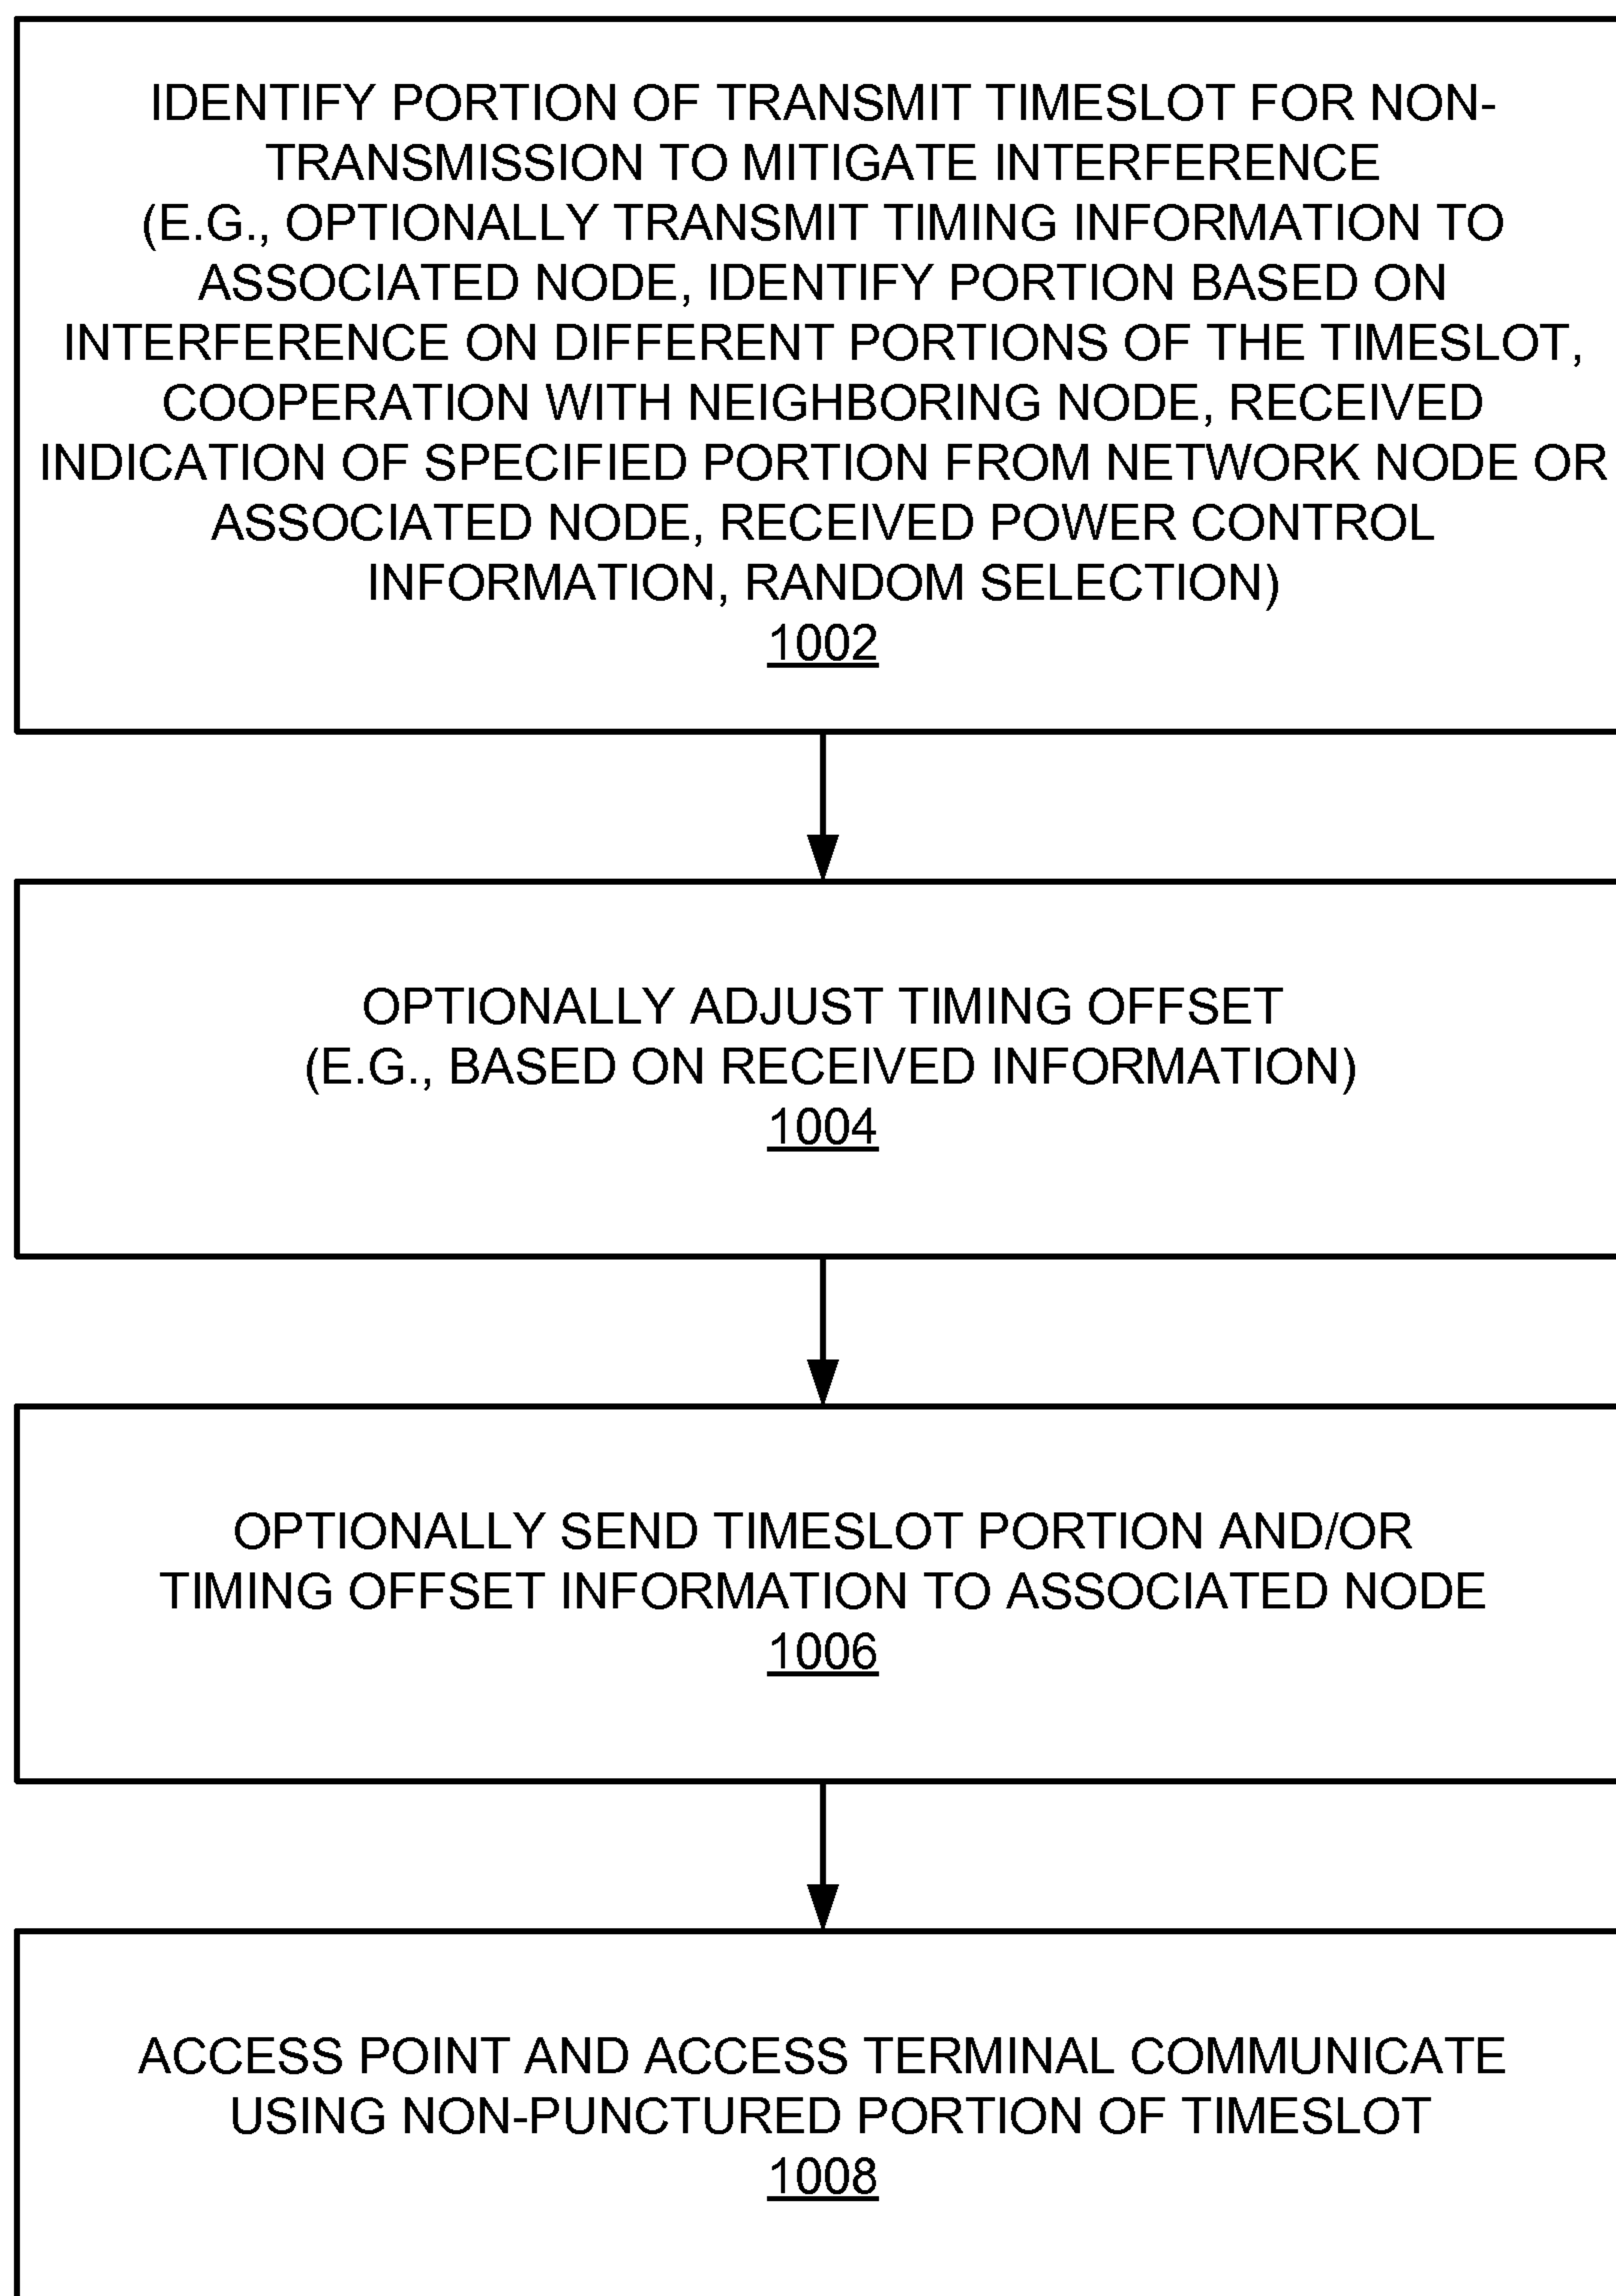 IDENTIFY PORTION OF TRANSMIT TIMESLOT FOR NON-
TRANSMISSION TO MITIGATE INTERFERENCE
(E.G., OPTIONALLY TRANSMIT TIMING INFORMATION TO
ASSOCIATED NODE, IDENTIFY PORTION BASED ON
INTERFERENCE ON DIFFERENT PORTIONS OF THE TIMESLOT,
COOPERATION WITH NEIGHBORING NODE, RECEIVED
INDICATION OF SPECIFIED PORTION FROM NETWORK NODE OR
ASSOCIATED NODE, RECEIVED POWER CONTROL
INFORMATION, RANDOM SELECTION)
1002
OPTIONALLY ADJUST TIMING OFFSET
(E.G., BASED ON RECEIVED INFORMATION)
1004
OPTIONALLY SEND TIMESLOT PORTION AND/OR
TIMING OFFSET INFORMATION TO ASSOCIATED NODE
1006
ACCESS POINT AND ACCESS TERMINAL COMMUNICATE
USING NON-PUNCTURED PORTION OF TIMESLOT
1008